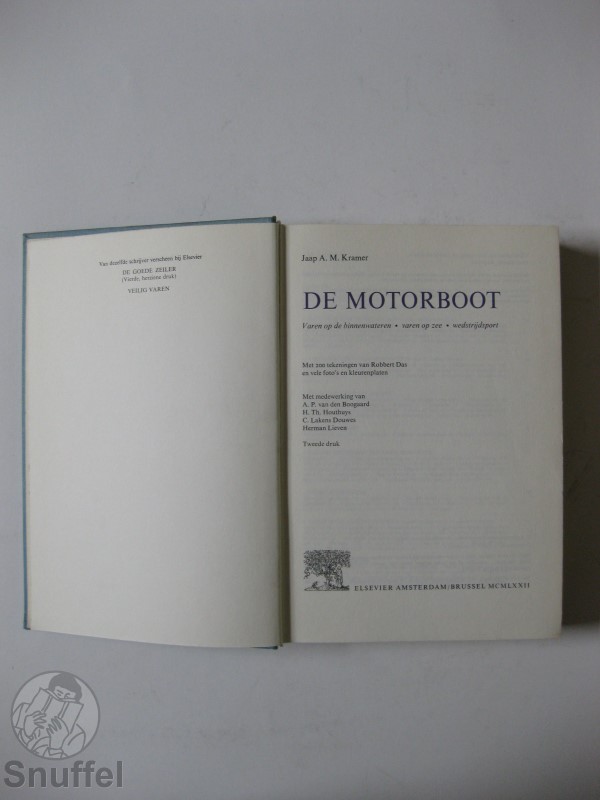 Van dezelfde schrijver verschenen bij Elsevier
DE GOEDE ZEILER
(Vierde, herziene druk)
VEILIG VAREN
Jaap A. M. Kramer
DE MOTORBOOT
Varen op de binnenwateren • varen op zee • wedstrijdsport
Met 200 tekeningen van Robbert Das
en vele foto's en kleurenplaten
Met medewerking van
A. P. van den Boogaard
H. Th. Houthuys
C. Lukens Douwes
Herman Lieven
Tweede druk
ELSEVIER AMSTERDAM/BRUSSEL MCMLXXII
Snuffel